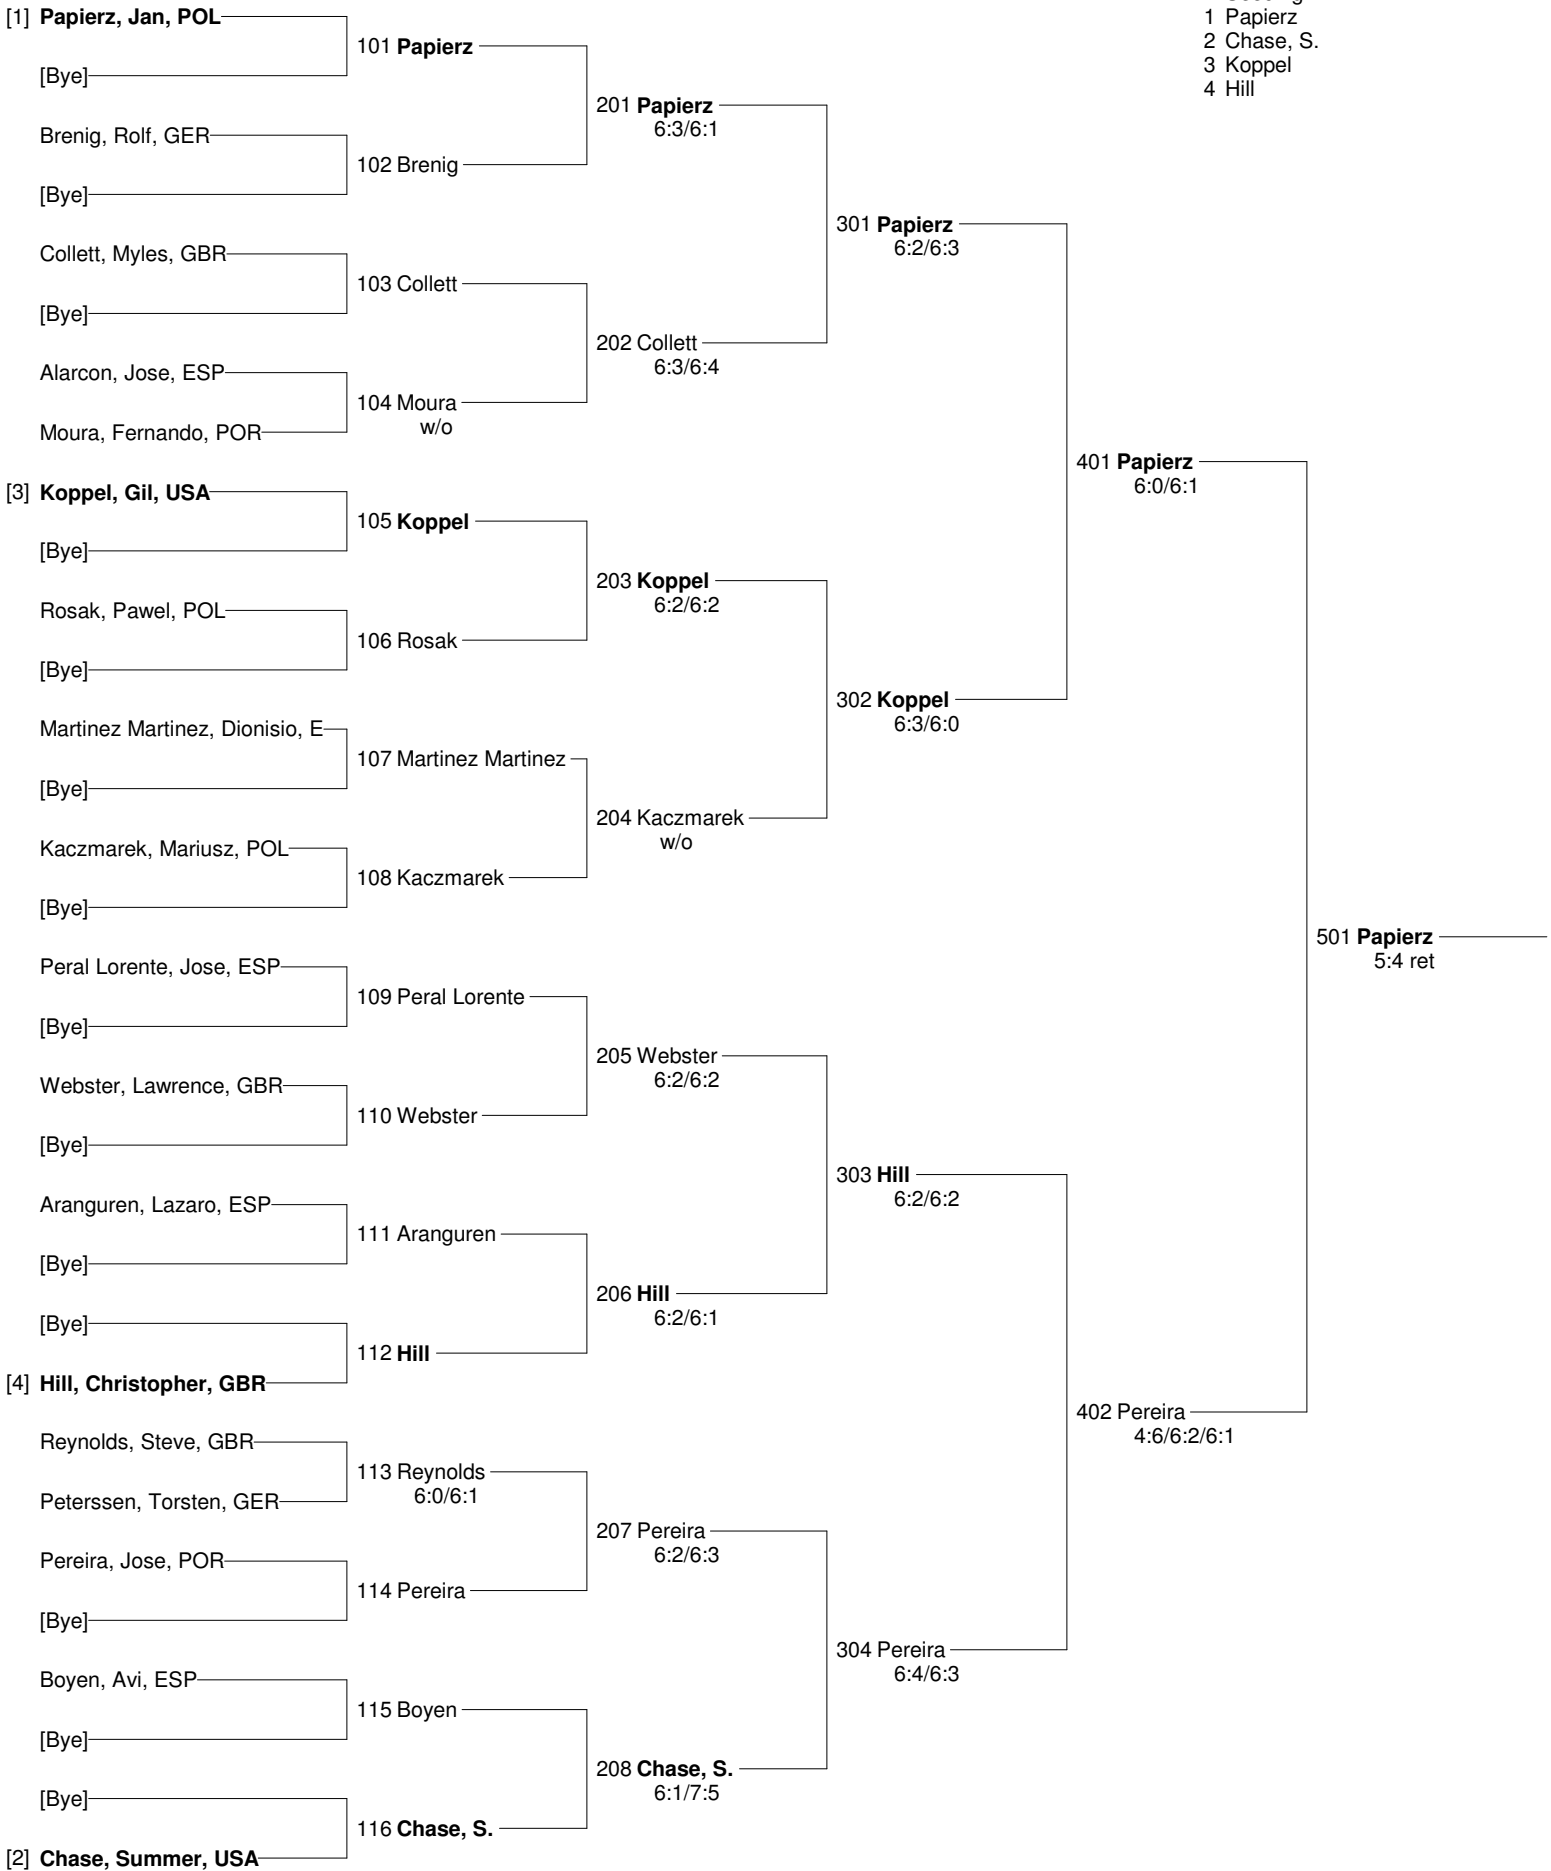 [1] Papierz, Jan, POL
[Bye]
Brenig, Rolf, GER
[Bye]
Collett, Myles, GBR
[Bye]
Alarcon, Jose, ESP
Moura, Fernando, POR
[3] Koppel, Gil, USA
[Bye]
Rosak, Pawel, POL
[Bye]
Martinez Martinez, Dionisio, E
[Bye]
Kaczmarek, Mariusz, POL
[Bye]
Peral Lorente, Jose, ESP
[Bye]
Webster, Lawrence, GBR
[Bye]
Aranguren, Lazaro, ESP
[Bye]
[Bye]
[4] Hill, Christopher, GBR
Reynolds, Steve, GBR
Peterssen, Torsten, GER
Pereira, Jose, POR
[Bye]
Boyen, Avi, ESP
[Bye]
[Bye]
[2] Chase, Summer, USA
101 Papierz
102 Brenig
103 Collett
104 Moura
w/o
105 Koppel
106 Rosak
107 Martinez Martinez
108 Kaczmarek
109 Peral Lorente
110 Webster
111 Aranguren
112 Hill
113 Reynolds
6:0/6:1
114 Pereira
115 Boyen
116 Chase, S.
201 Papierz
6:3/6:1
202 Collett
6:3/6:4
203 Koppel
6:2/6:2
204 Kaczmarek
w/o
205 Webster
6:2/6:2
206 Hill
6:2/6:1
207 Pereira
6:2/6:3
208 Chase, S.
6:1/7:5
301 Papierz
6:2/6:3
302 Koppel
6:3/6:0
303 Hill
6:2/6:2
304 Pereira
6:4/6:3
401 Papierz
6:0/6:1
402 Pereira
4:6/6:2/6:1
501 Papierz
5:4 ret
1 Papierz
2 Chase, S.
3 Koppel
4 Hill